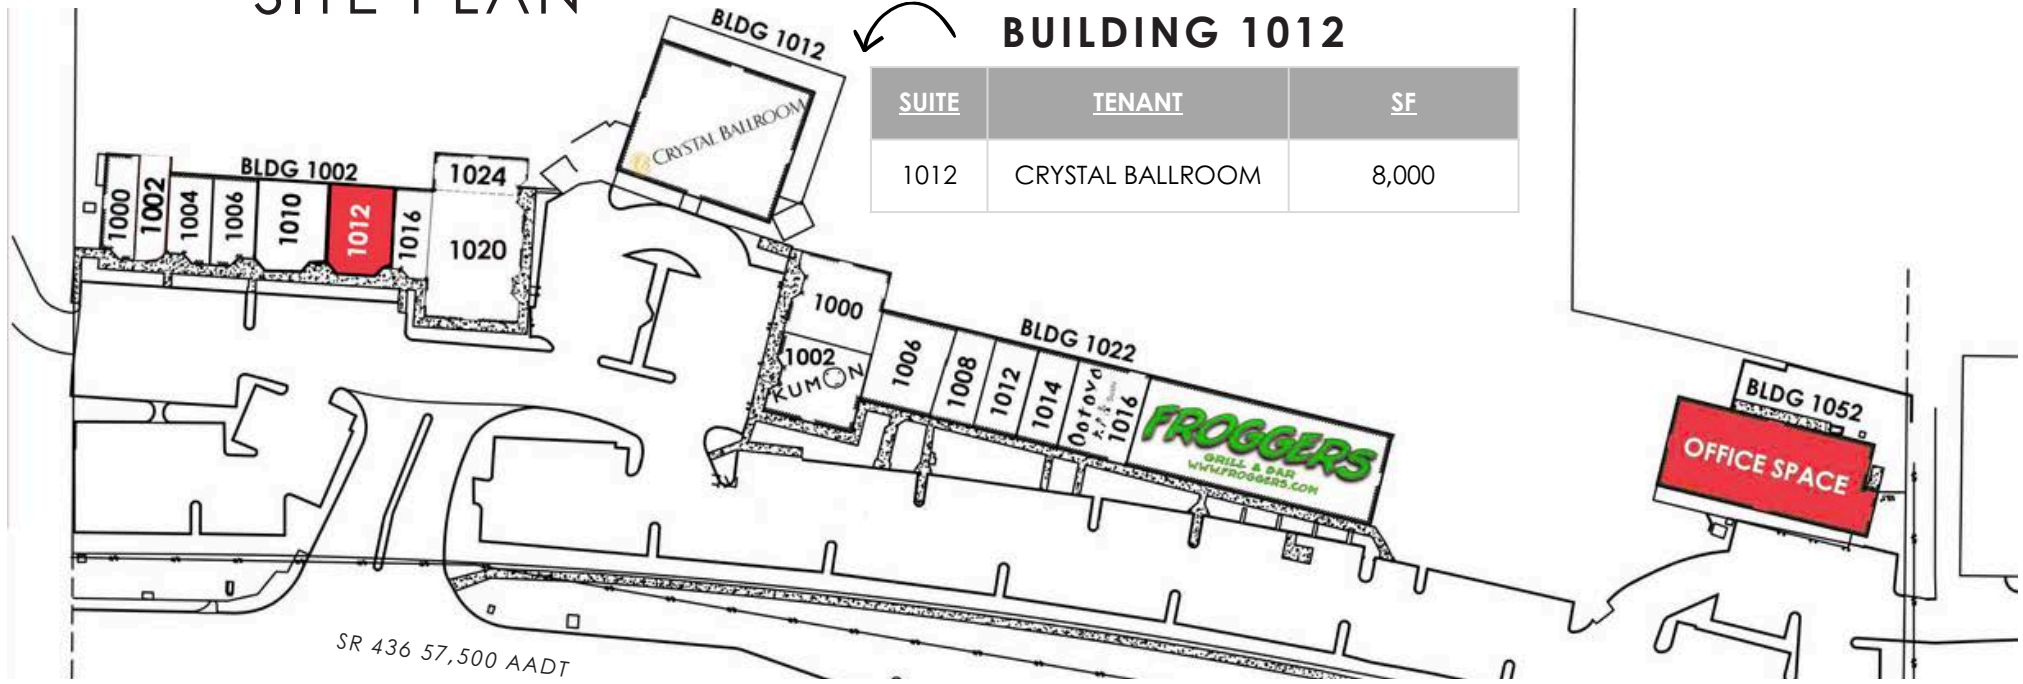 SITE PLAN
BLDG 1012
BUILDING 1012
SUITE TENANT SF
1012 CRYSTAL BALLROOM 8,000
CRYSTAL BALLROOM
BLDG 1002
1000
1002
1004
1006
1010
1012
1016
1024
1020
1000
1002
KUMON
BLDG 1022
1006
1008
1012
1014
1016
FROGGERS
GRILL & BAR
WWW.FROGGERS.COM
BLDG 1052
OFFICE SPACE
SR 436 57,500 AADT